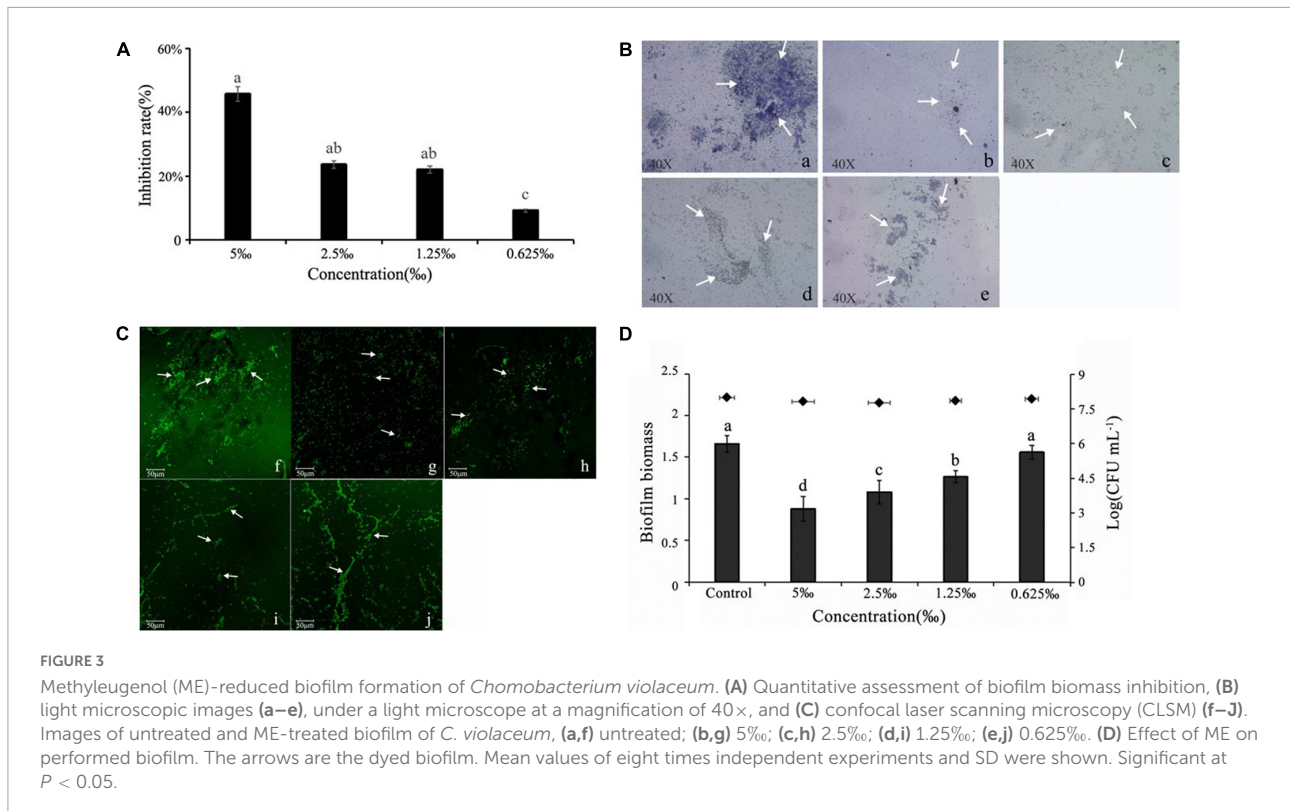 A
60%
a
40%
ab
ab
20%
c
0
5‰
2.5‰
1.25‰
0.625‰
Inhibition rate(%)
Concentration(‰)
B
40X
a
b
c
40X
d
40X
e
C
50μm
f
50μm
g
50μm
h
50μm
i
50μm
j
D
2.5
2
1.5
1
0.5
0
Biofilm biomass
a
d
c
b
a
9
7.5
6
4.5
3
1.5
0
Log(CFU mL⁻¹)
Control
5‰
2.5‰
1.25‰
0.625‰
Concentration(‰)
FIGURE 3
Methyleugenol (ME)-reduced biofilm formation of Chomobacterium violaceum. (A) Quantitative assessment of biofilm biomass inhibition, (B)
light microscopic images (a–e), under a light microscope at a magnification of 40×, and (C) confocal laser scanning microscopy (CLSM) (f–J).
Images of untreated and ME-treated biofilm of C. violaceum, (a,f) untreated; (b,g) 5‰; (c,h) 2.5‰; (d,i) 1.25‰; (e,j) 0.625‰. (D) Effect of ME on
performed biofilm. The arrows are the dyed biofilm. Mean values of eight times independent experiments and SD were shown. Significant at
P < 0.05.